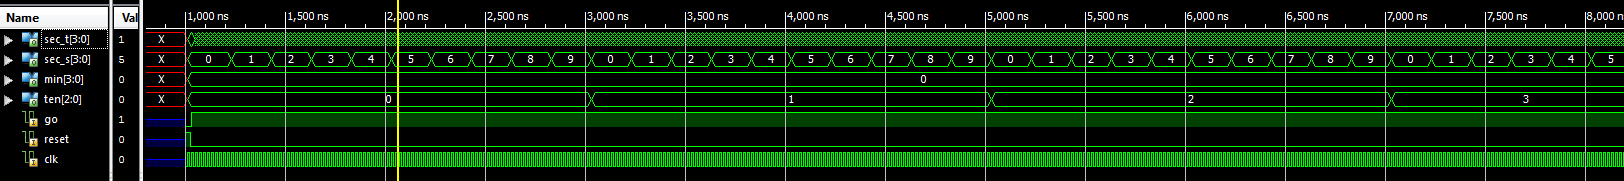 Name Val 1,000 ns 1,500 ns 2,000 ns 2,500 ns 3,000 ns 3,500 ns 4,000 ns 4,500 ns 5,000 ns 5,500 ns 6,000 ns 6,500 ns 7,000 ns 7,500 ns 8,000 n
sec_t[3:0] 1 X
sec_s[3:0] 5 X 0 1 2 3 4 5 6 7 8 9 0 1 2 3 4 5 6 7 8 9 0 1 2 3 4 5 6 7 8 9 0 1 2 3 4 5
min[3:0] 0 X 0
ten[2:0] 0 X 0 1 2 3
go 1
reset 0
clk 0